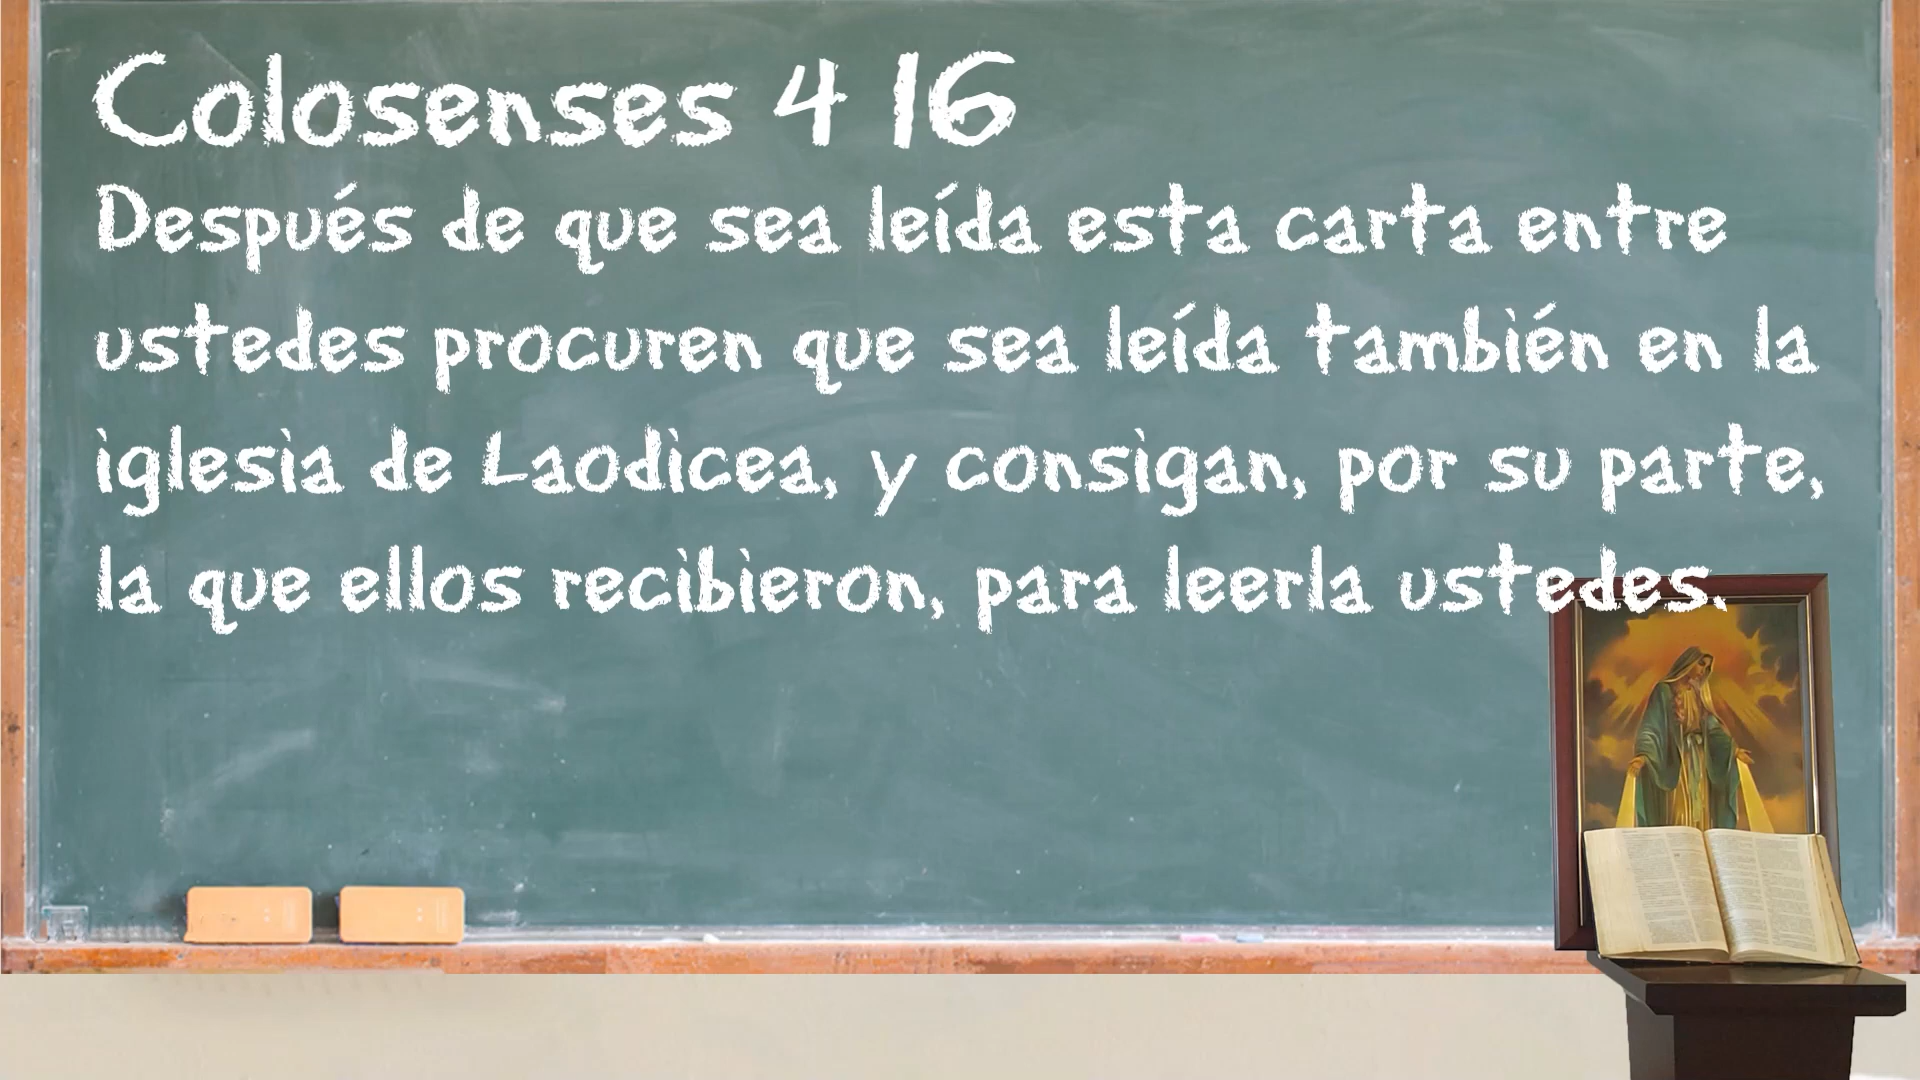 Colosenses 4 16
Después de que sea leída esta carta entre
ustedes procuren que sea leída también en la
iglesia de Laodicea, y consigan, por su parte,
la que ellos recibieron, para leerla ustedes.